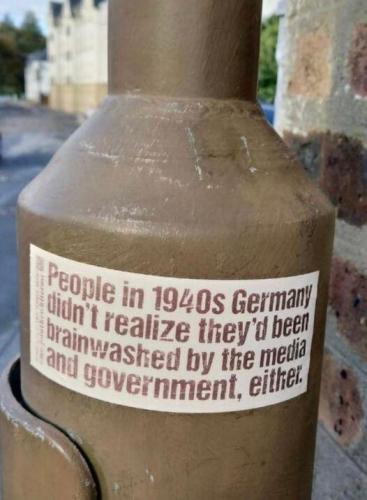 People in 1940s Germany
didn't realize they'd been
brainwashed by the media
and government, either.